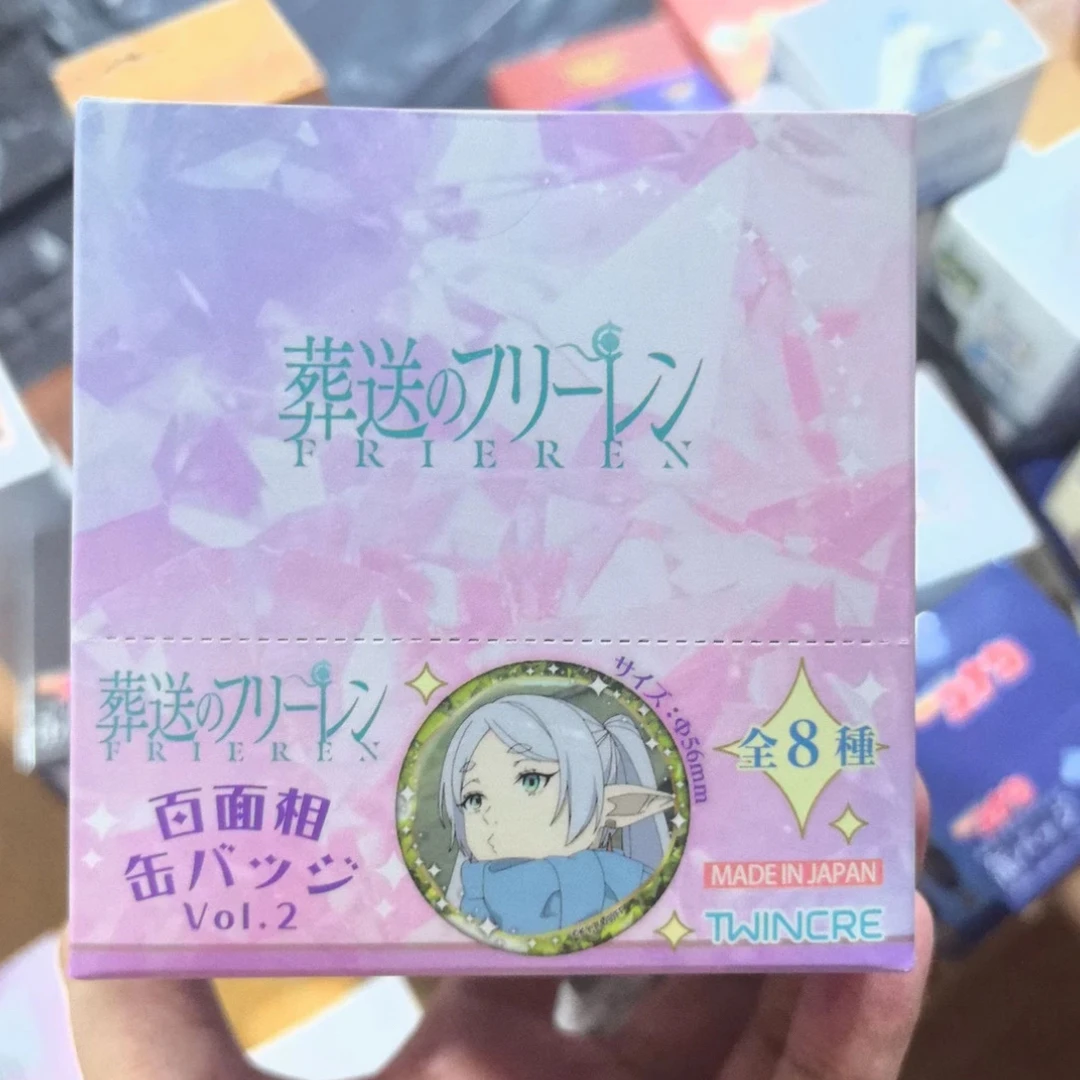 葬送のフリーレン
FRIEREN
葬送のフリーレン
FRIEREN
百面相
缶バッジ
Vol.2
サイズ：Φ56mm
全8種
MADE IN JAPAN
TWINCRE